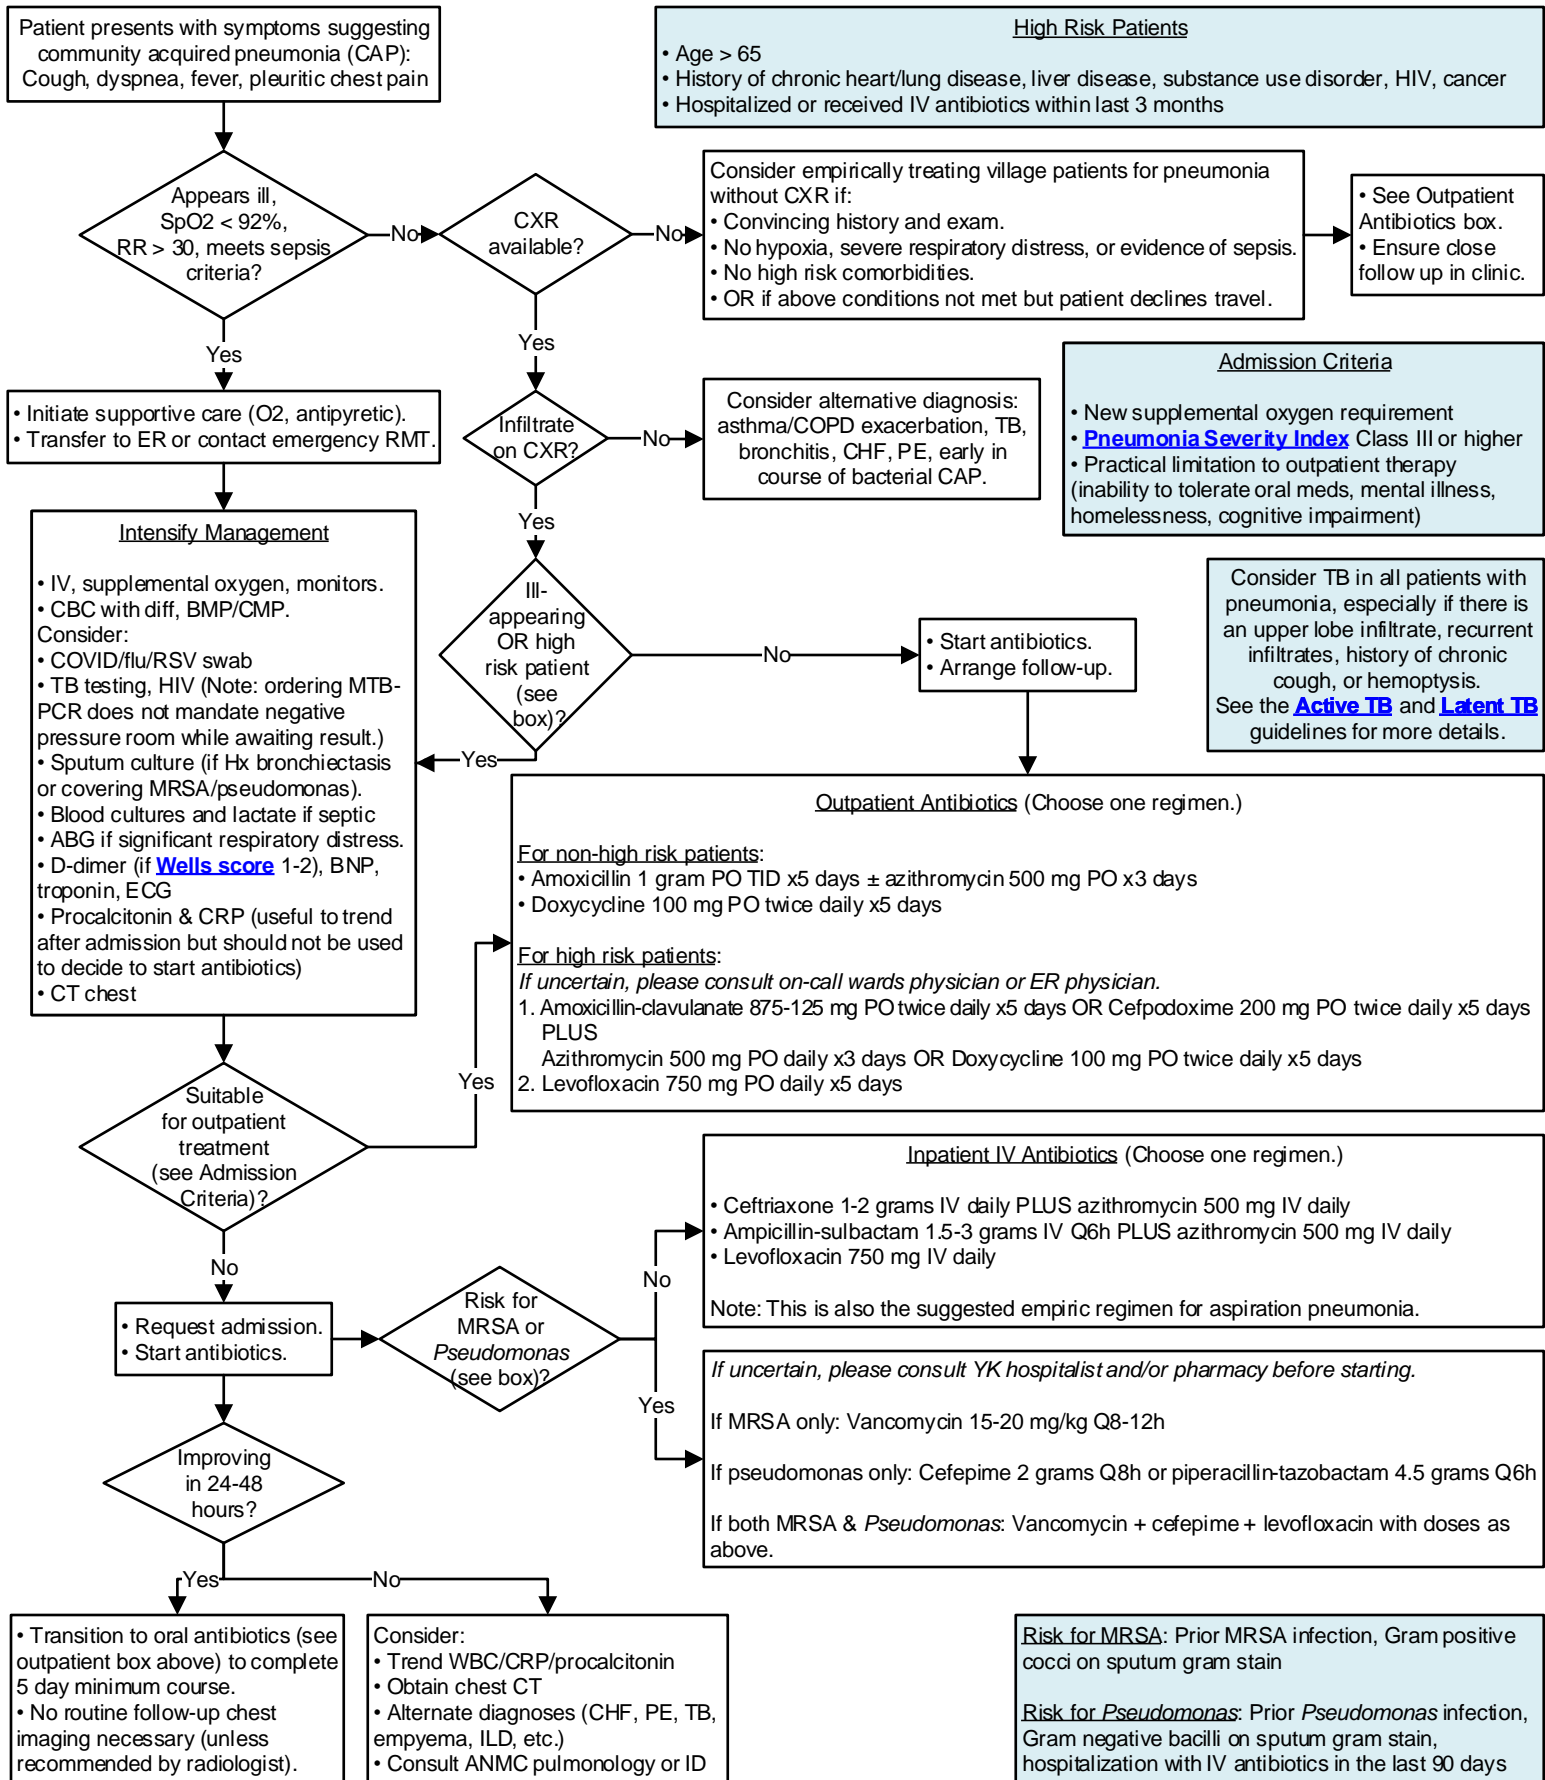 Patient presents with symptoms suggesting
community acquired pneumonia (CAP):
Cough, dyspnea, fever, pleuritic chest pain
High Risk Patients
• Age > 65
• History of chronic heart/lung disease, liver disease, substance use disorder, HIV, cancer
• Hospitalized or received IV antibiotics within last 3 months
Appears ill,
SpO2 < 92%,
RR > 30, meets sepsis
criteria?
No
CXR
available?
No
Consider empirically treating village patients for pneumonia
without CXR if:
• Convincing history and exam.
• No hypoxia, severe respiratory distress, or evidence of sepsis.
• No high risk comorbidities.
• OR if above conditions not met but patient declines travel.
• See Outpatient
Antibiotics box.
• Ensure close
follow up in clinic.
Yes
Yes
• Initiate supportive care (O2, antipyretic).
• Transfer to ER or contact emergency RMT.
Infiltrate
on CXR?
No
Consider alternative diagnosis:
asthma/COPD exacerbation, TB,
bronchitis, CHF, PE, early in
course of bacterial CAP.
Admission Criteria
• New supplemental oxygen requirement
• Pneumonia Severity Index Class III or higher
• Practical limitation to outpatient therapy
(inability to tolerate oral meds, mental illness,
homelessness, cognitive impairment)
Yes
Intensify Management
• IV, supplemental oxygen, monitors.
• CBC with diff, BMP/CMP.
Consider:
• COVID/flu/RSV swab
• TB testing, HIV (Note: ordering MTB-
PCR does not mandate negative
pressure room while awaiting result.)
• Sputum culture (if Hx bronchiectasis
or covering MRSA/pseudomonas).
• Blood cultures and lactate if septic
• ABG if significant respiratory distress.
• D-dimer (if Wells score 1-2), BNP,
troponin, ECG
• Procalcitonin & CRP (useful to trend
after admission but should not be used
to decide to start antibiotics)
• CT chest
Ill-
appearing
OR high
risk patient
(see
box)?
No
Yes
• Start antibiotics.
• Arrange follow-up.
Consider TB in all patients with
pneumonia, especially if there is
an upper lobe infiltrate, recurrent
infiltrates, history of chronic
cough, or hemoptysis.
See the Active TB and Latent TB
guidelines for more details.
Outpatient Antibiotics (Choose one regimen.)
For non-high risk patients:
• Amoxicillin 1 gram PO TID x5 days ± azithromycin 500 mg PO x3 days
• Doxycycline 100 mg PO twice daily x5 days
For high risk patients:
If uncertain, please consult on-call wards physician or ER physician.
1. Amoxicillin-clavulanate 875-125 mg PO twice daily x5 days OR Cefpodoxime 200 mg PO twice daily x5 days
PLUS
Azithromycin 500 mg PO daily x3 days OR Doxycycline 100 mg PO twice daily x5 days
2. Levofloxacin 750 mg PO daily x5 days
Suitable
for outpatient
treatment
(see Admission
Criteria)?
Yes
No
• Request admission.
• Start antibiotics.
Risk for
MRSA or
Pseudomonas
(see box)?
No
Yes
Inpatient IV Antibiotics (Choose one regimen.)
• Ceftriaxone 1-2 grams IV daily PLUS azithromycin 500 mg IV daily
• Ampicillin-sulbactam 1.5-3 grams IV Q6h PLUS azithromycin 500 mg IV daily
• Levofloxacin 750 mg IV daily
Note: This is also the suggested empiric regimen for aspiration pneumonia.
If uncertain, please consult YK hospitalist and/or pharmacy before starting.
If MRSA only: Vancomycin 15-20 mg/kg Q8-12h
If pseudomonas only: Cefepime 2 grams Q8h or piperacillin-tazobactam 4.5 grams Q6h
If both MRSA & Pseudomonas: Vancomycin + cefepime + levofloxacin with doses as
above.
Improving
in 24-48
hours?
Yes
No
• Transition to oral antibiotics (see
outpatient box above) to complete
5 day minimum course.
• No routine follow-up chest
imaging necessary (unless
recommended by radiologist).
Consider:
• Trend WBC/CRP/procalcitonin
• Obtain chest CT
• Alternate diagnoses (CHF, PE, TB,
empyema, ILD, etc.)
• Consult ANMC pulmonology or ID
Risk for MRSA: Prior MRSA infection, Gram positive
cocci on sputum gram stain
Risk for Pseudomonas: Prior Pseudomonas infection,
Gram negative bacilli on sputum gram stain,
hospitalization with IV antibiotics in the last 90 days